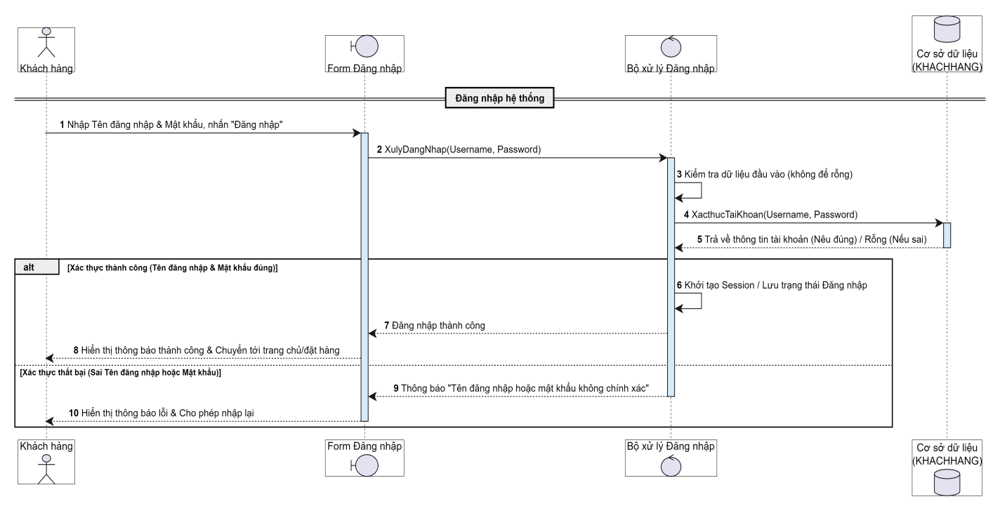 Khách hàng
Form Đăng nhập
Bộ xử lý Đăng nhập
Cơ sở dữ liệu
(KHACHHANG)
Đăng nhập hệ thống
1 Nhập Tên đăng nhập & Mật khẩu, nhấn "Đăng nhập"
2 XulyDangNhap(Username, Password)
3 Kiểm tra dữ liệu đầu vào (không để rỗng)
4 XacthucTaiKhoan(Username, Password)
5 Trả về thông tin tài khoản (Nêu đúng) / Rỗng (Nếu sai)
alt
[Xác thực thành công (Tên đăng nhập & Mật khẩu đúng)]
6 Khởi tạo Session / Lưu trạng thái Đăng nhập
7 Đăng nhập thành công
8 Hiển thị thông báo thành công & Chuyển tới trang chủ/đặt hàng
[Xác thực thất bại (Sai Tên đăng nhập hoặc Mật khẩu)]
9 Thông báo "Tên đăng nhập hoặc mật khẩu không chính xác"
10 Hiển thị thông báo lỗi & Cho phép nhập lại
Khách hàng
Form Đăng nhập
Bộ xử lý Đăng nhập
Cơ sở dữ liệu
(KHACHHANG)